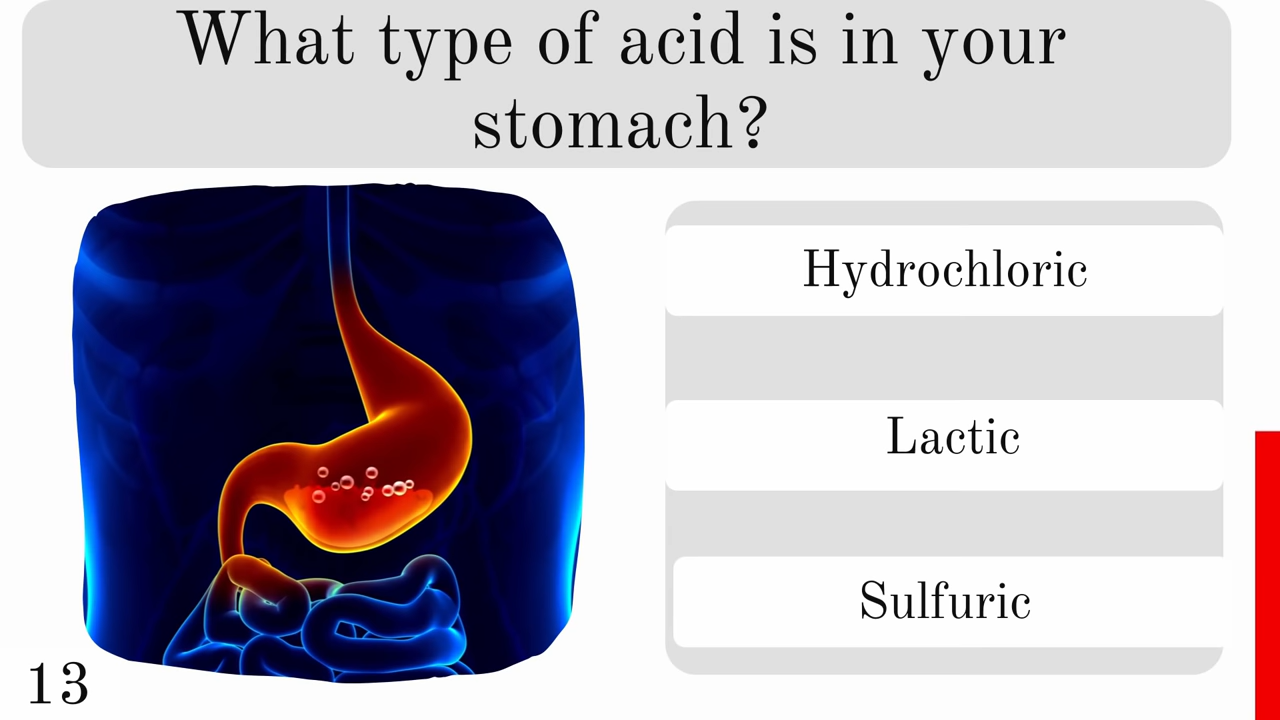 What type of acid is in your
stomach?
Hydrochloric
Lactic
Sulfuric
13